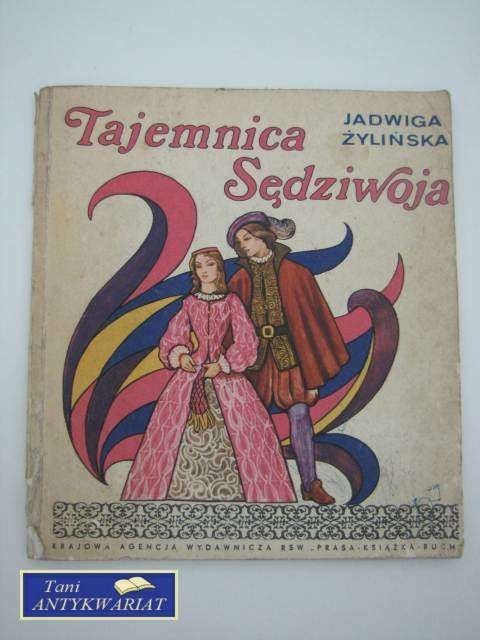 Tajemnica
JADWIGA
ŻYLIŃSKA
Sędziwoja
KRAJOWA AGENCJA WYDAWNICZA RSW „PRASA-KSIĄŻKA-RUCH
Tani
ANTYKWARIAT